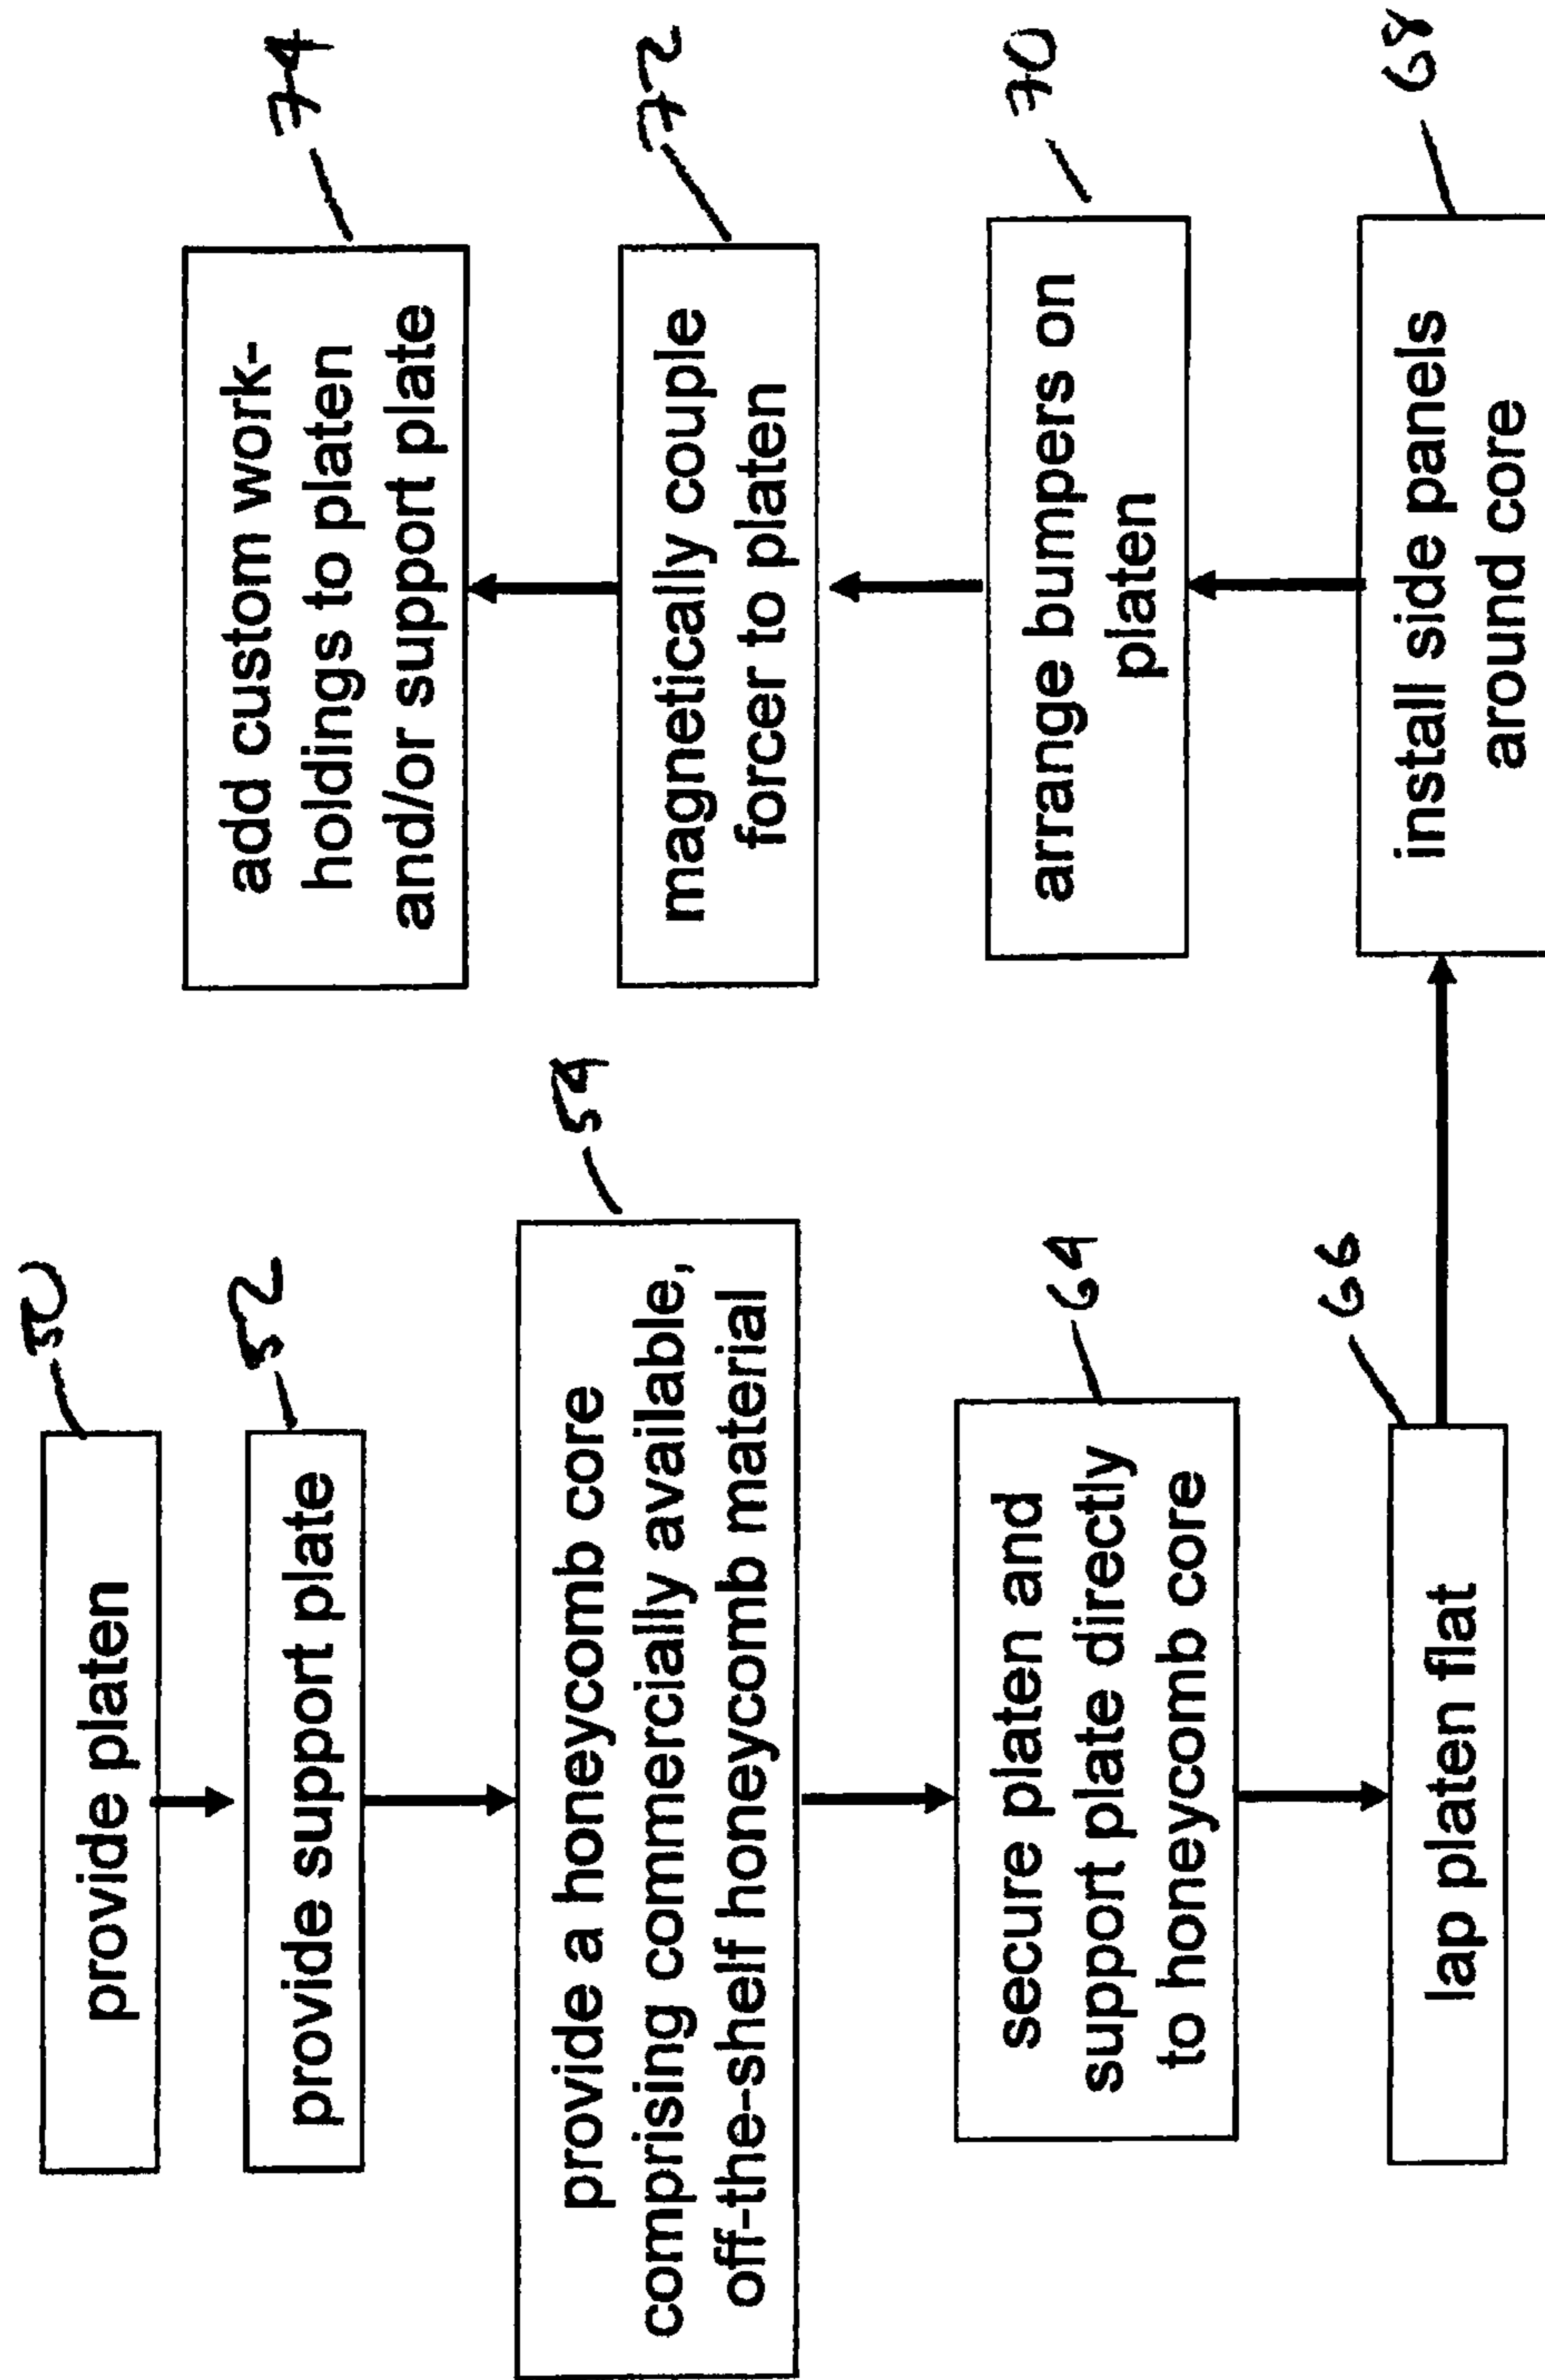 provide platen
50
provide support plate
52
provide a honeycomb core
comprising commercially available,
off-the-shelf honeycomb material
54
secure platen and
support plate directly
to honeycomb core
64
lap platen flat
66
install side panels
around core
68
arrange bumpers on
platen
70
magnetically couple
forcer to platen
72
add custom work-
holdings to platen
and/or support plate
74